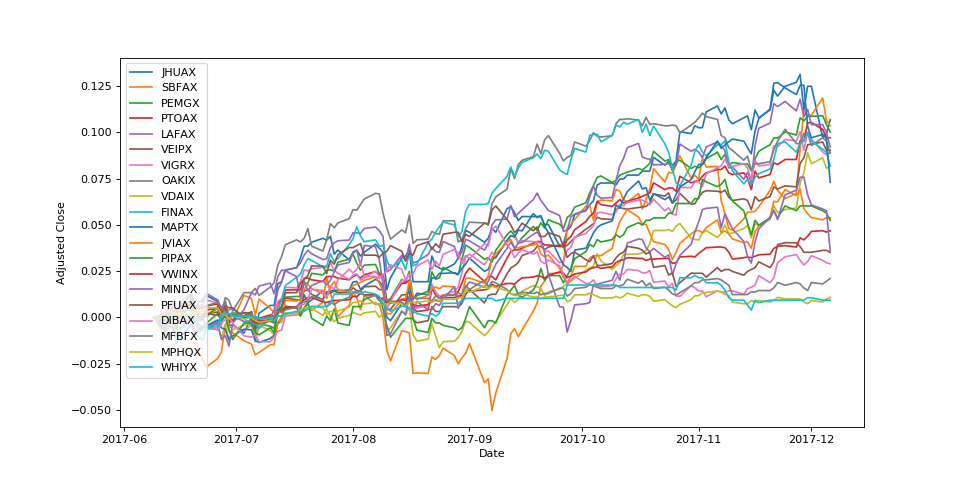 0.125
0.100
0.075
0.050
0.025
0.000
−0.025
−0.050
Adjusted Close
JHUAX
SBFAX
PEMGX
PTOAX
LAFAX
VEIPX
VIGRX
OAKIX
VDAIX
FINAX
MAPTX
JVIAX
PIPAX
VWINX
MINDX
PFUAX
DIBAX
MFBFX
MPHQX
WHIYX
2017-06
2017-07
2017-08
2017-09
2017-10
2017-11
2017-12
Date